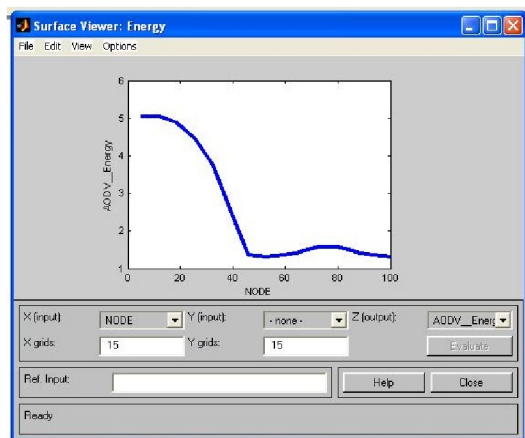 Surface Viewer: Energy
File Edit View Options
6
5
4
3
2
1
AODV__Energy
0 20 40 60 80 100
NODE
X (input): NODE Y (input): - none - Z (output): AODV__Energ
X grids: 15 Y grids: 15 Evaluate
Ref. Input: Help Close
Ready